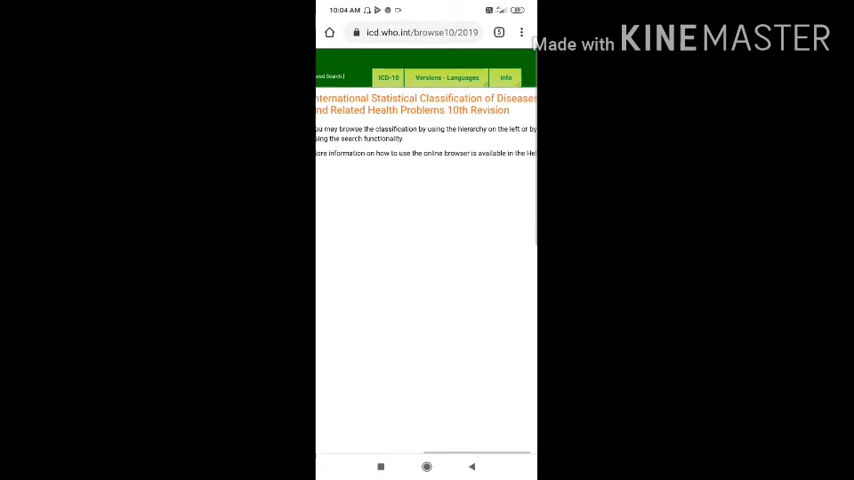 10:04 AM
icd.who.int/browse10/2019
5
Made with KINEMASTER
Search ]
ICD-10
Versions - Languages
Info
nternational Statistical Classification of Diseases
nd Related Health Problems 10th Revision
ou may browse the classification by using the hierarchy on the left or by
sing the search functionality
ore information on how to use the online browser is available in the Hel